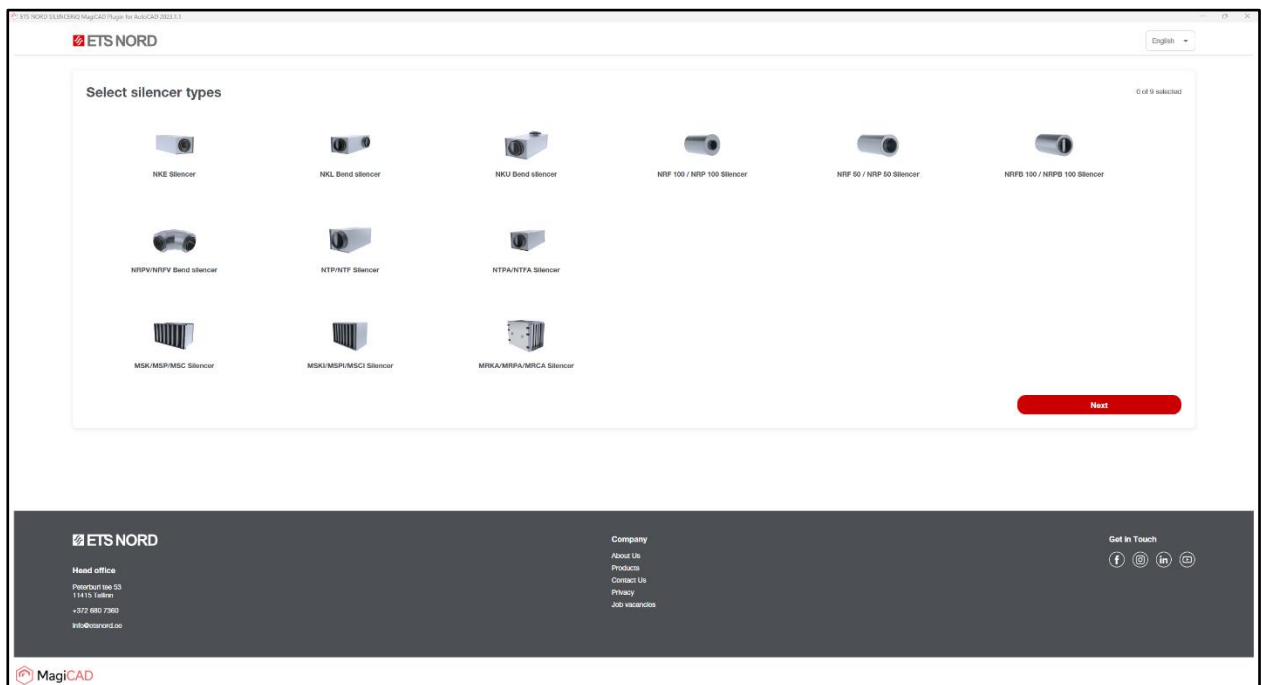 ETS NORD SILENCERiQ MagiCAD Plugin for AutoCAD 2023.1.1
ETS NORD
English
Select silencer types
0 of 9 selected
NKE Silencer
NKL Bend silencer
NKU Bend silencer
NRF 100 / NRP 100 Silencer
NRF 50 / NRP 50 Silencer
NRFB 100 / NRPB 100 Silencer
NRPV/NRFV Bend silencer
NTP/NTF Silencer
NTPA/NTFA Silencer
MSK/MSP/MSC Silencer
MSKI/MSPI/MSCI Silencer
MRKA/MRPA/MRCA Silencer
Next
ETS NORD
Head office
Peterburi tee 53
11415 Tallinn
+372 680 7360
info@etsnord.ee
Company
About Us
Products
Contact Us
Privacy
Job vacancies
Get in Touch
MagiCAD